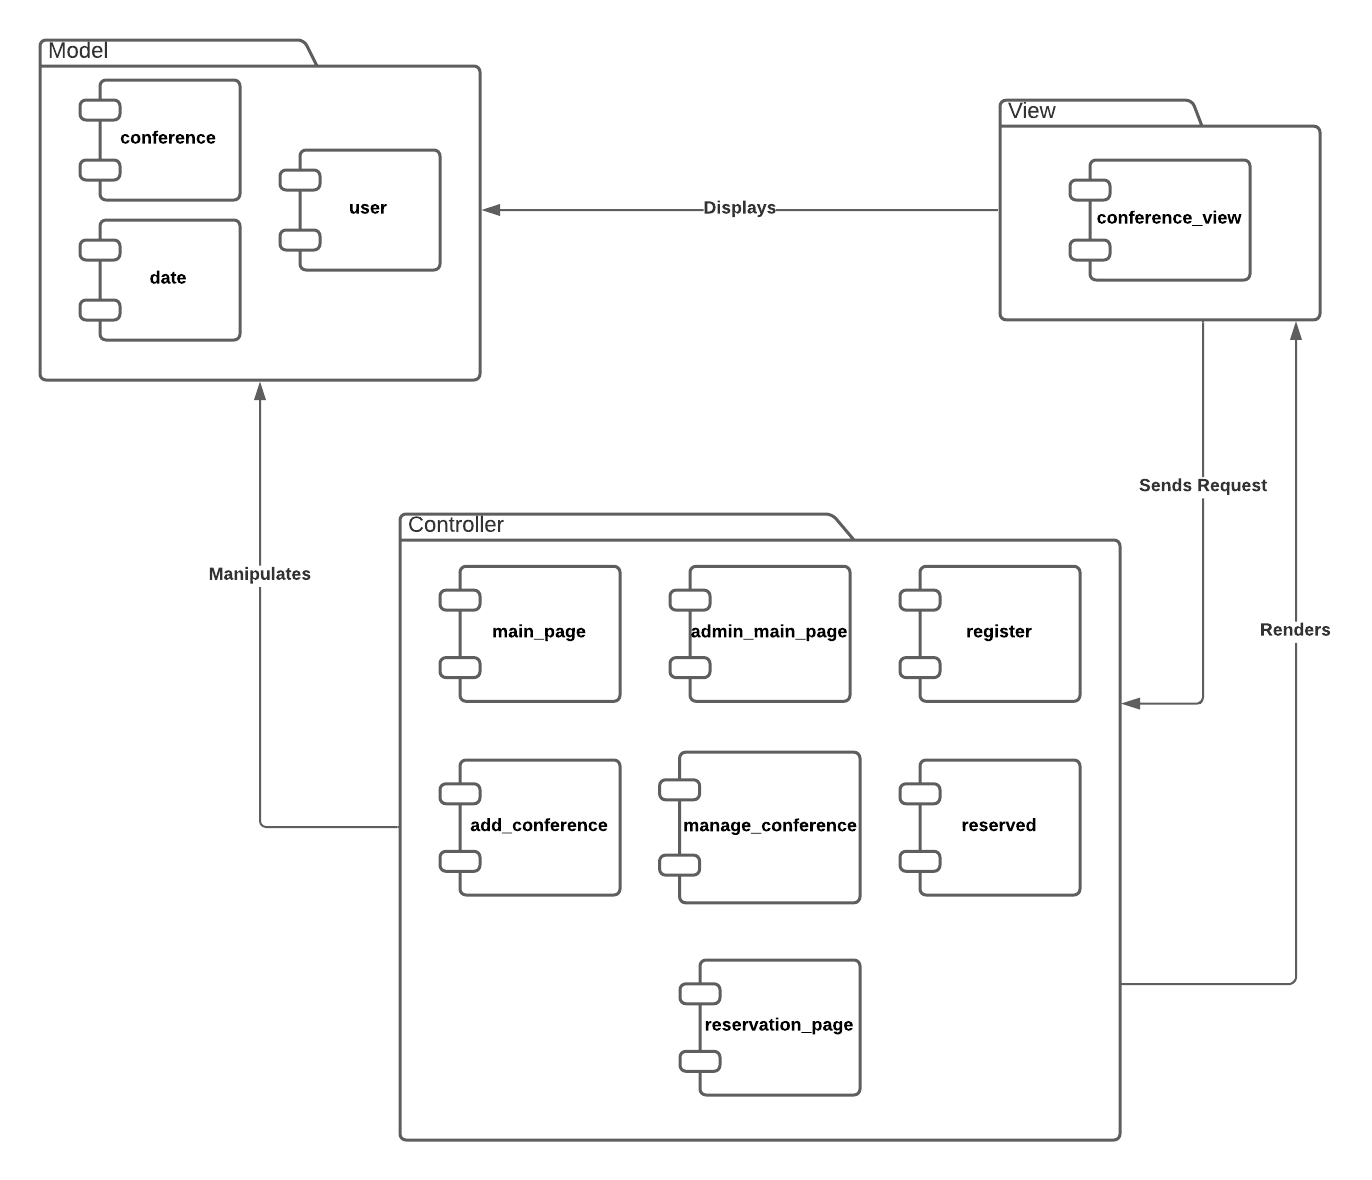 Model
conference
user
date
View
conference_view
Displays
Sends Request
Manipulates
Renders
Controller
main_page
admin_main_page
register
add_conference
manage_conference
reserved
reservation_page